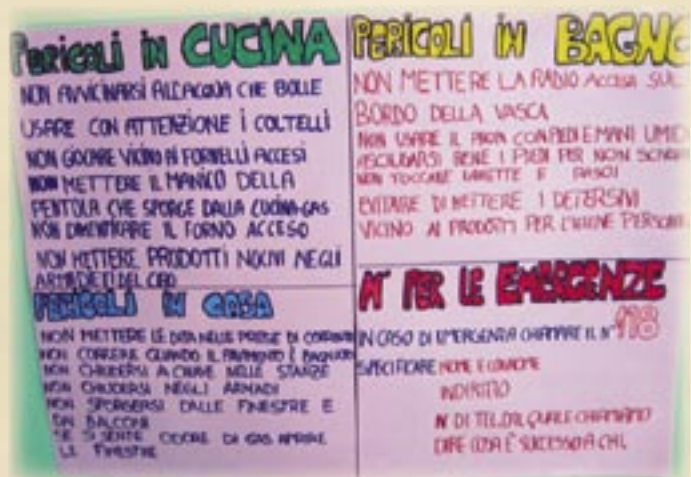 PERICOLI IN CUCINA
NON AVVICINARSI ALL'ACQUA CHE BOLLE
USARE CON ATTENZIONE I COLTELLI
NON GIOCARE VICINO AI FORNELLI ACCESI
NON METTERE IL MANICO DELLA
PENTOLA CHE SPORGE DALLA CUCINA-GAS
NON DIMENTICARE IL FORNO ACCESO
NON METTERE PRODOTTI NOCIVI NEGLI
ARMADIETI DEL CIBO
PERICOLI IN BAGNO
NON METTERE LA RADIO ACCESA SUL
BORDO DELLA VASCA
NON USARE IL PHON CON PIEDI E MANI UMIDI
ASCIUGARSI BENE I PIEDI PER NON
NON TOCCARE LAMETTE E RASOI
EVITARE DI METTERE I DETERSIVI
VICINO AI PRODOTTI PER L'IGIENE
PERICOLI IN CASA
NON METTERE LE DITA NELLE PRESE DI CORRENTE
NON CORRERE QUANDO IL PAVIMENTO È BAGNATO
NON CHIUDERSI A CHIAVE NELLE STANZE
NON CHIUDERSI NEGLI ARMADI
NON SPORGERSI DALLE FINESTRE E
DAI BALCONI
SE SI SENTE ODORE DI GAS APRIRE
LE FINESTRE
N° PER LE EMERGENZE
IN CASO DI EMERGENZA CHIAMARE IL N° 118
SPECIFICARE NOME E COGNOME
INDIRIZZO
N° DI TEL. DAL QUALE CHIAMIAMO
DIRE COSA È SUCCESSO A CHI.